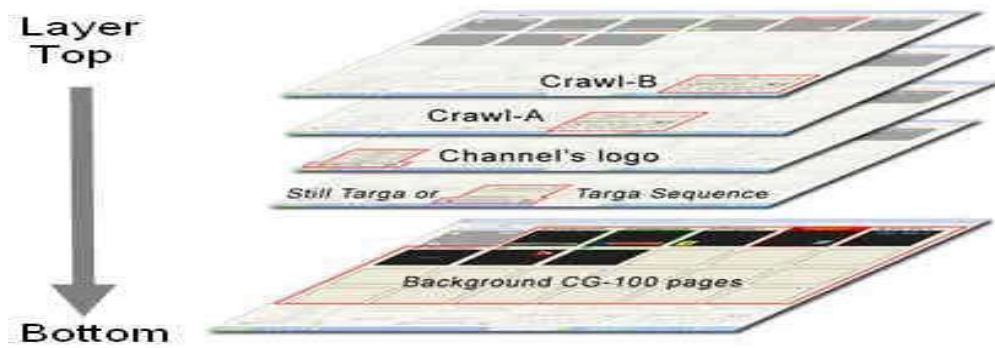 Layer
Top
Crawl-B
Crawl-A
Channel's logo
Still Targa or Targa Sequence
Background CG-100 pages
Bottom